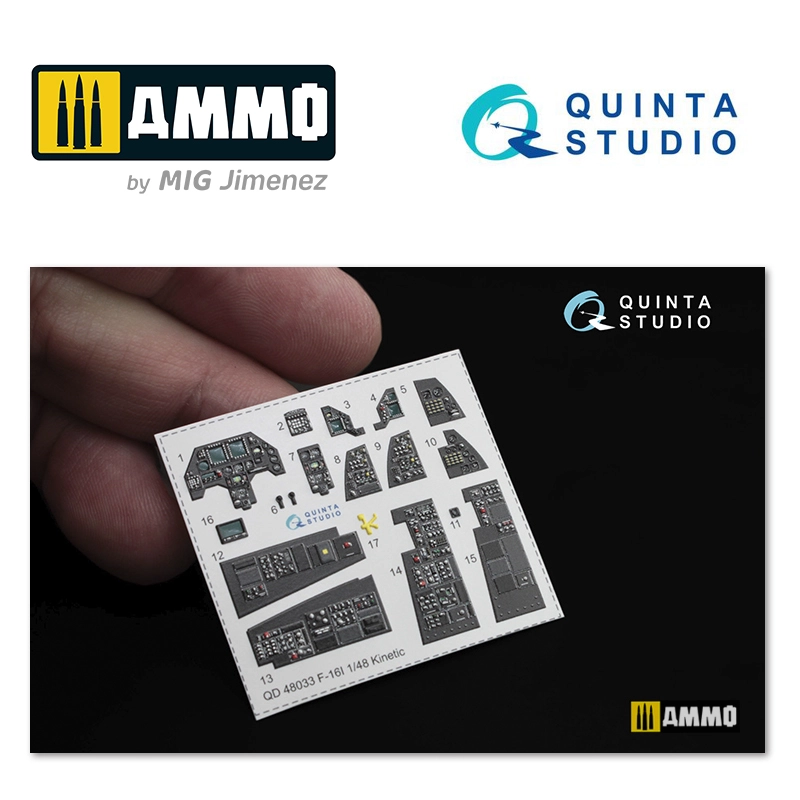 AMMO
by MIG Jimenez
QUINTA
STUDIO
QUINTA
STUDIO
1
2
3
4
5
6
7
8
9
10
16
QUINTA
STUDIO
17
11
12
14
15
13
QD 48033 F-16I 1/48 Kinetic
AMMO